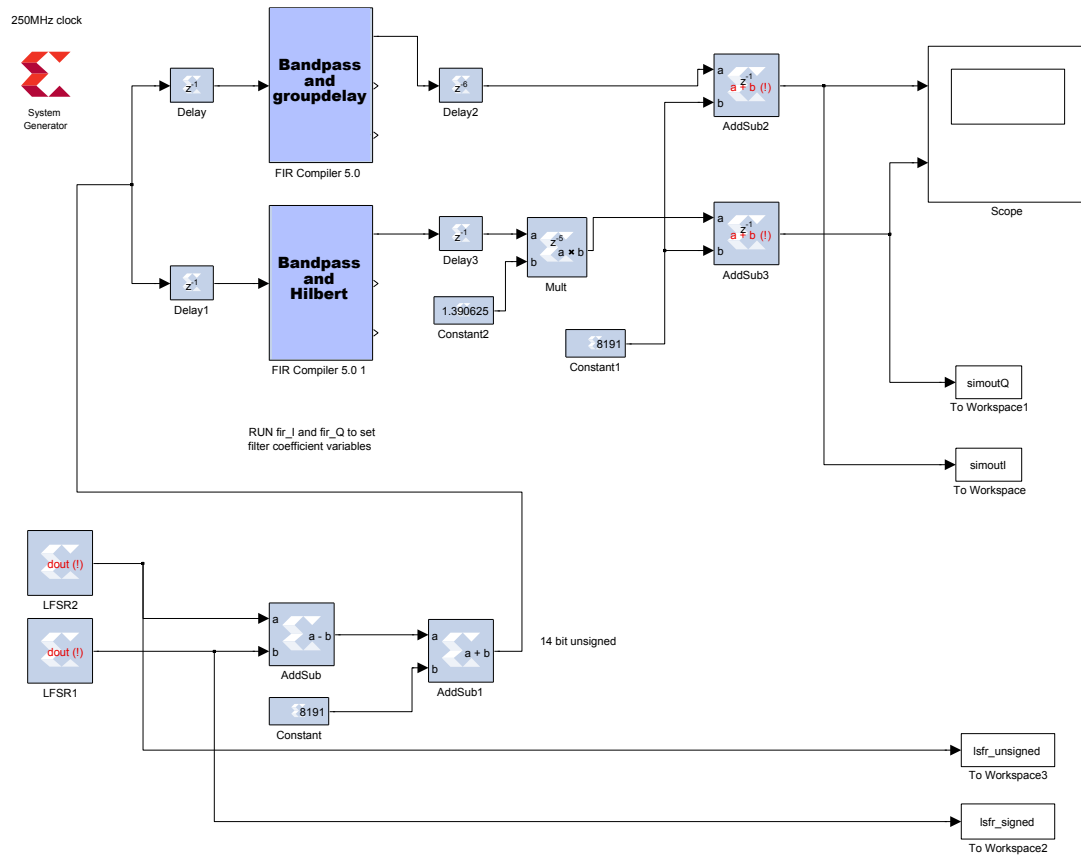 250MHz clock
System
Generator
z-1
Delay
Bandpass
and
groupdelay
FIR Compiler 5.0
z-6
Delay2
a
b
z-1
a + b (!)
AddSub2
Scope
z-1
Delay1
Bandpass
and
Hilbert
FIR Compiler 5.0 1
z-1
Delay3
a
b
z-5
a × b
Mult
1.390625
Constant2
a
b
z-1
a + b (!)
AddSub3
8191
Constant1
simoutQ
To Workspace1
simoutI
To Workspace
RUN fir_I and fir_Q to set
filter coefficient variables
dout (!)
LFSR2
dout (!)
LFSR1
a
b
a - b
AddSub
8191
Constant
a
b
a + b
AddSub1
14 bit unsigned
lsfr_unsigned
To Workspace3
lsfr_signed
To Workspace2